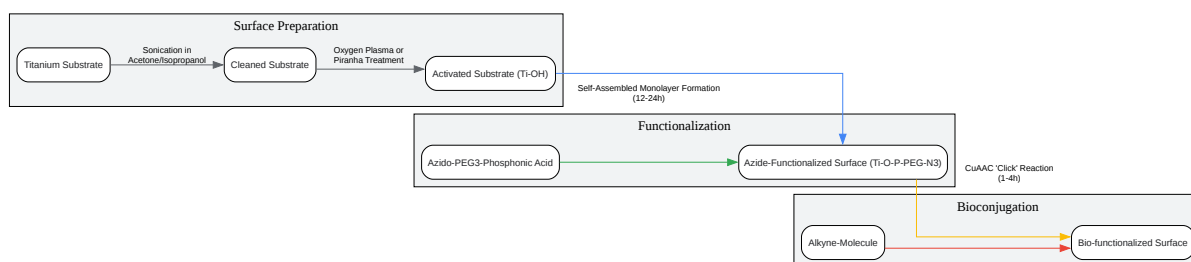 Surface Preparation
Titanium Substrate
Sonication in
Acetone/Isopropanol
Cleaned Substrate
Oxygen Plasma or
Piranha Treatment
Activated Substrate (Ti-OH)
Self-Assembled Monolayer Formation
(12-24h)
Functionalization
Azido-PEG3-Phosphonic Acid
Azide-Functionalized Surface (Ti-O-P-PEG-N3)
CuAAC 'Click' Reaction
(1-4h)
Bioconjugation
Alkyne-Molecule
Bio-functionalized Surface